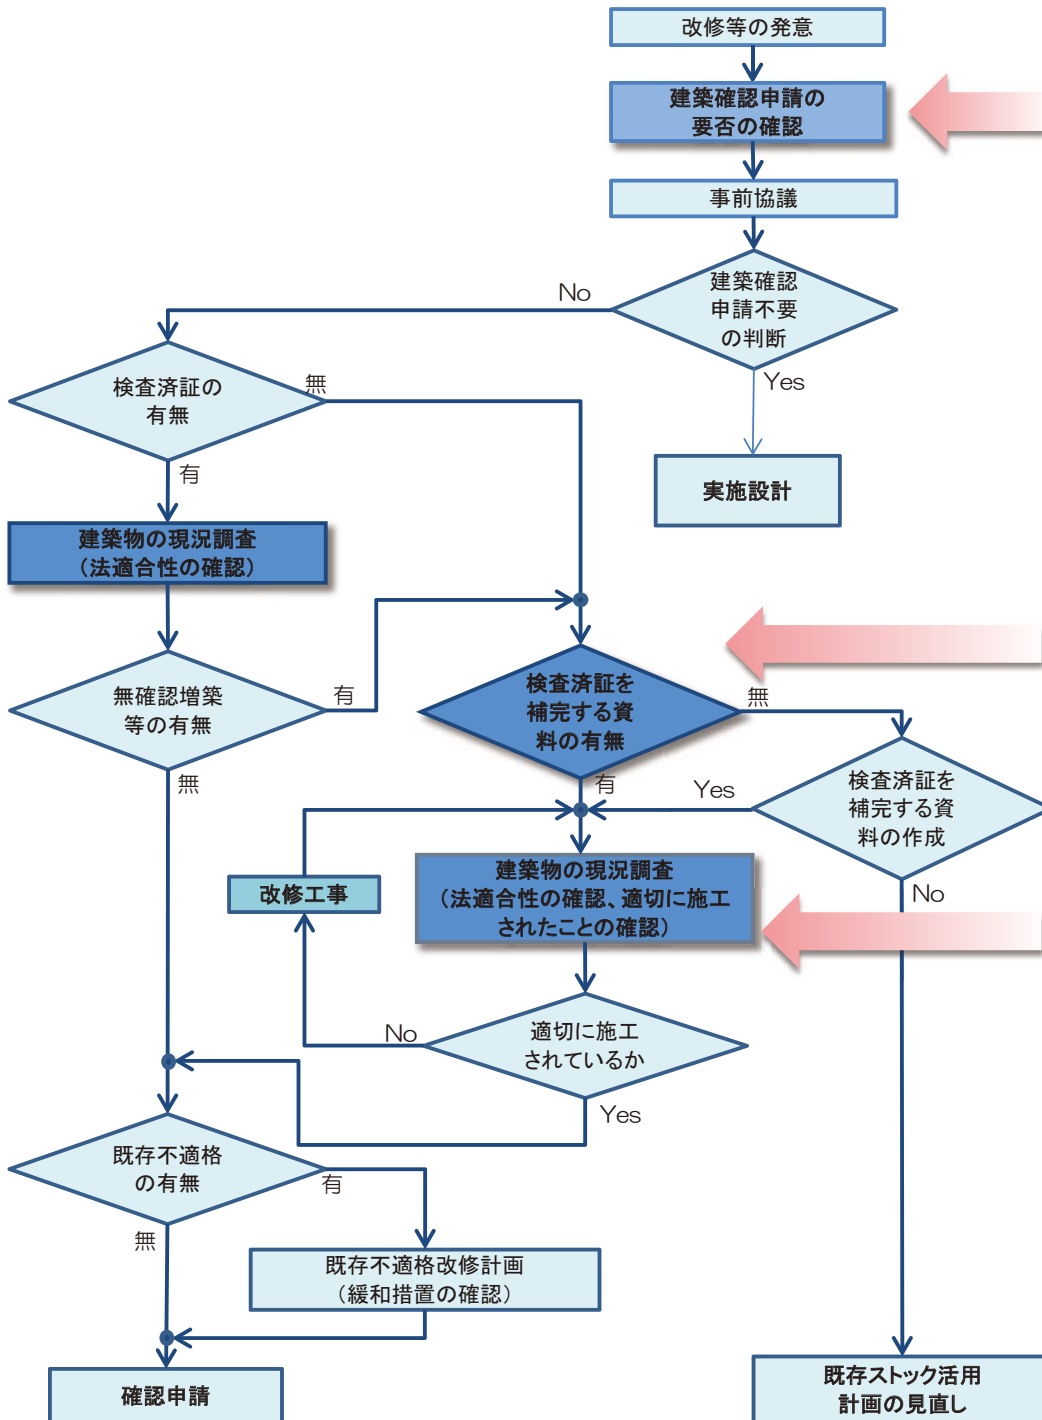 改修等の発意
建築確認申請の
要否の確認
事前協議
建築確認
申請不要
の判断
No
Yes
実施設計
検査済証の
有無
無
有
建築物の現況調査
（法適合性の確認）
無確認増築
等の有無
有
無
検査済証を
補完する資
料の有無
無
有
検査済証を
補完する資
料の作成
Yes
No
建築物の現況調査
（法適合性の確認、適切に施工
されたことの確認）
改修工事
適切に施工
されているか
No
Yes
既存不適格
の有無
有
無
既存不適格改修計画
（緩和措置の確認）
確認申請
既存ストック活用
計画の見直し